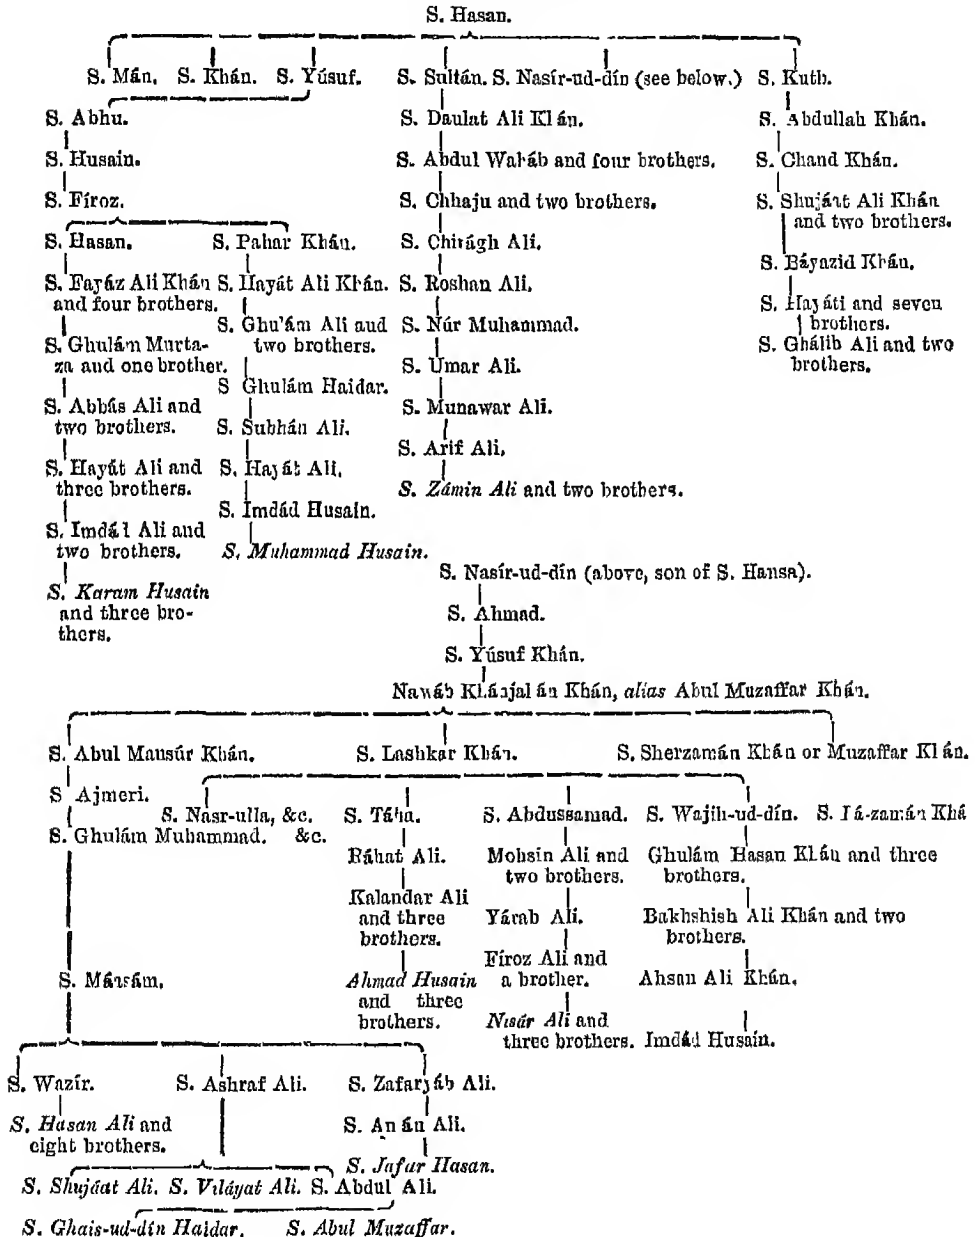 S. Hasan.
S. Mán. S. Khán. S. Yúsuf. S. Sultán. S. Nasír-ud-dín (see below.) S. Kutb.
S. Abhu. S. Daulat Ali Khán. S. Abdullah Khán.
S. Husain. S. Abdul Waháb and four brothers. S. Chand Khán.
S. Fíroz. S. Chhaju and two brothers. S. Shujáat Ali Khán
and two brothers.
S. Hasan. S. Pahar Khán. S. Chirágh Ali.
S. Báyazid Khán.
S. Fayáz Ali Khán S. Hayát Ali Khán. S. Roshan Ali.
and four brothers. S. Hayáti and seven
brothers.
S. Ghulám Ali and S. Núr Muhammad.
S. Ghulám Murta- two brothers. S. Ghálib Ali and two
za and one brother. S. Umar Ali. brothers.
S Ghulám Haidar.
S. Abbás Ali and S. Munawar Ali.
two brothers. S. Subhán Ali.
S. Arif Ali,
S. Hayát Ali and S. Hayát Ali.
three brothers. S. Zámin Ali and two brothers.
S. Imdád Husain.
S. Imdád Ali and
two brothers. S. Muhammad Husain.
S. Nasír-ud-dín (above, son of S. Hansa).
S. Karam Husain
and three bro- S. Ahmad.
thers.
S. Yúsuf Khán.
Nawáb Khánjahán Khán, alias Abul Muzaffar Khán.
S. Abul Mansúr Khán. S. Lashkar Khán. S. Sherzamán Khán or Muzaffar Khán.
S Ajmeri.
S. Nasr-ulla, &c. S. Táha. S. Abdussamad. S. Wajih-ud-dín. S. zamán Khá
S. Ghulám Muhammad. &c.
Ráhat Ali. Mohsin Ali and Ghulám Hasan Khán and three
two brothers. brothers.
Kalandar Ali
and three Yárab Ali. Bakhshish Ali Khán and two
brothers. brothers.
Fíroz Ali and
S. Ahmad Husain a brother. Ahsan Ali Khán.
and three
brothers. Nisár Ali and
three brothers. Imdád Husain.
S. Wazír. S. Ashraf Ali. S. Zafaryáb Ali.
S. Hasan Ali and S. Ali.
eight brothers.
S. Jafar Hasan.
S. Shujáat Ali. S. Viláyat Ali. S. Abdul Ali.
S. Ghais-ud-dín Haidar. S. Abul Muzaffar.